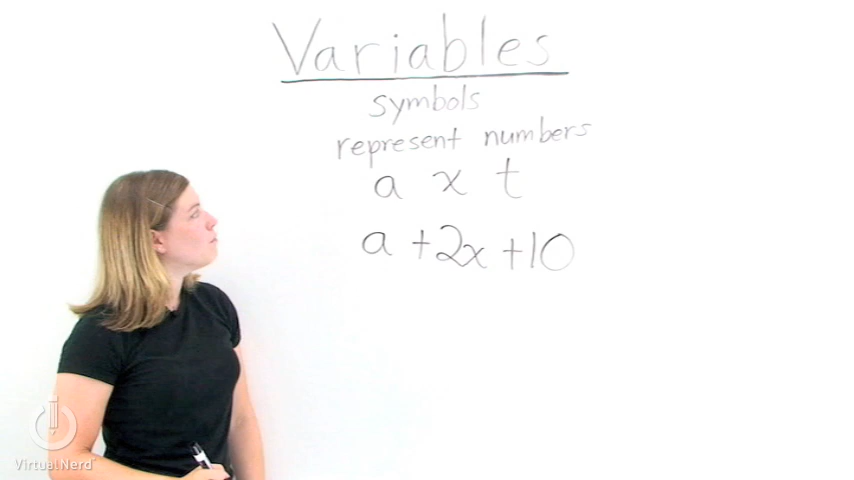 Variables
symbols
represent numbers
a x t
a + 2x + 10
VirtualNerd